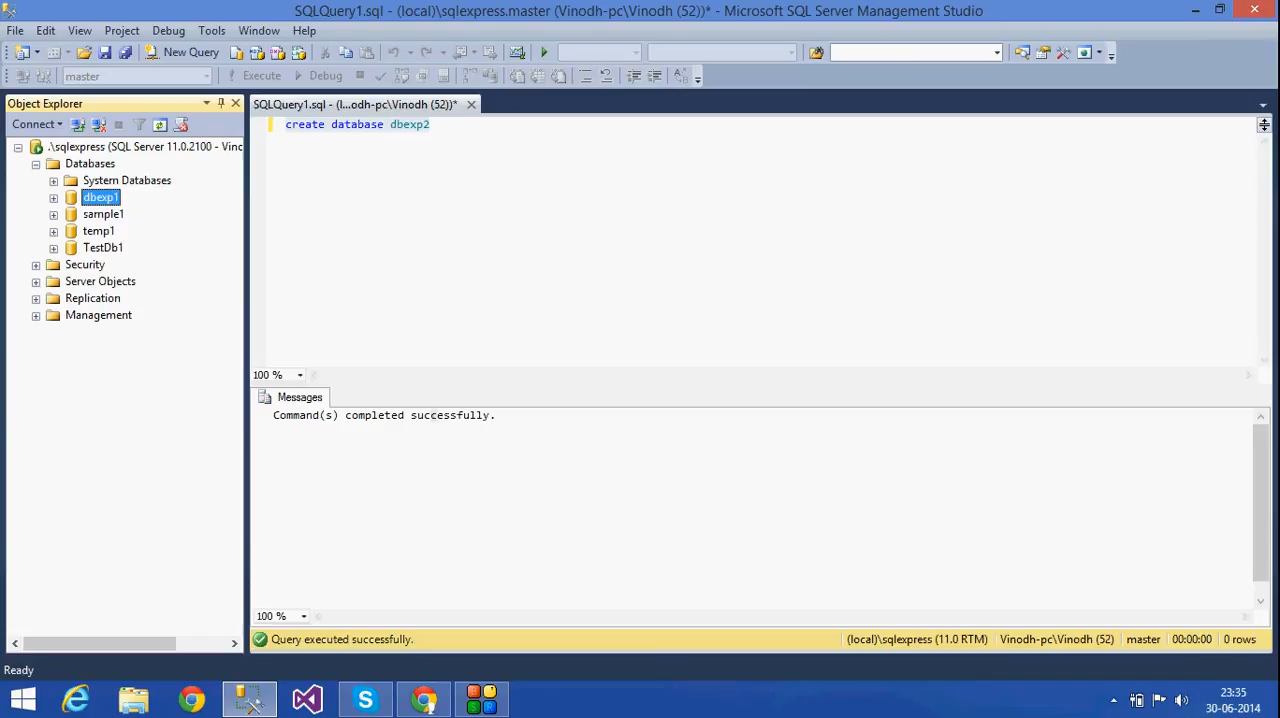 SQLQuery1.sql - (local)\sqlexpress.master (Vinodh-pc\Vinodh (52))* - Microsoft SQL Server Management Studio
File Edit View Project Debug Tools Window Help
New Query
master Execute Debug
Object Explorer
SQLQuery1.sql - (l...odh-pc\Vinodh (52))*
Connect
create database dbexp2
.\sqlexpress (SQL Server 11.0.2100 - Vinc
Databases
System Databases
dbexp1
sample1
temp1
TestDb1
Security
Server Objects
Replication
Management
100 %
Messages
Command(s) completed successfully.
100 %
Query executed successfully. (local)\sqlexpress (11.0 RTM) Vinodh-pc\Vinodh (52) master 00:00:00 0 rows
Ready
23:35
30-06-2014